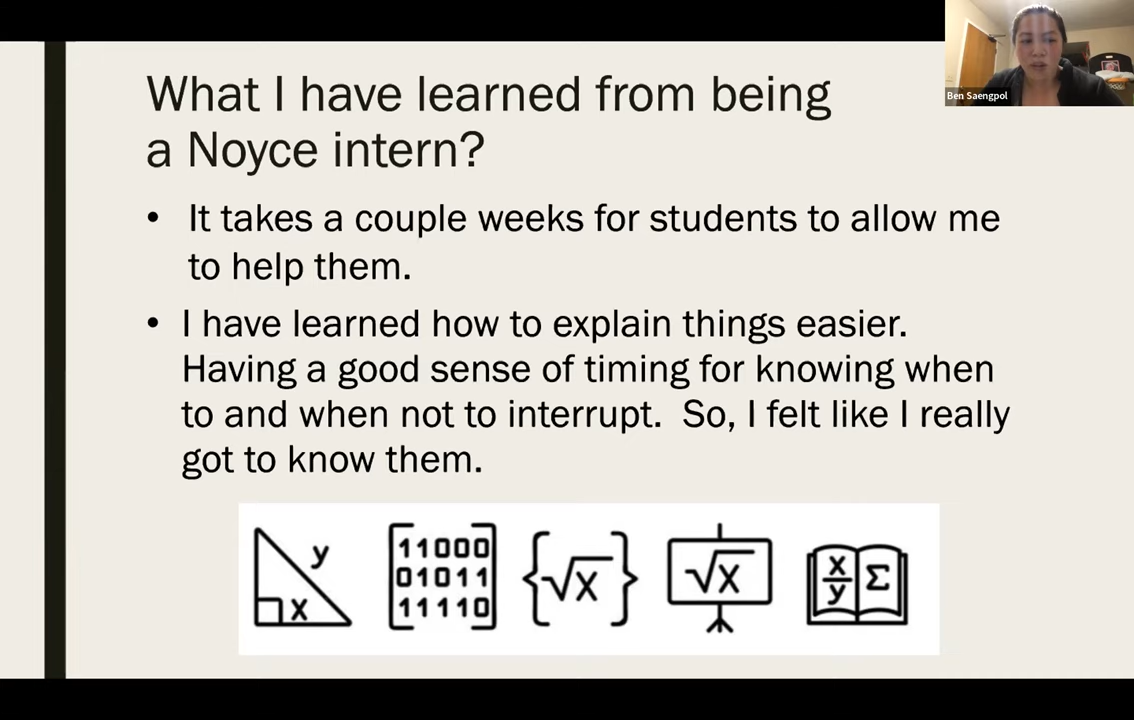 Ben Saengpol
What I have learned from being
a Noyce intern?
• It takes a couple weeks for students to allow me
to help them.
• I have learned how to explain things easier.
Having a good sense of timing for knowing when
to and when not to interrupt.  So, I felt like I really
got to know them.
y
x
11000
01011
11110
{√x}
√x
x
y
Σ